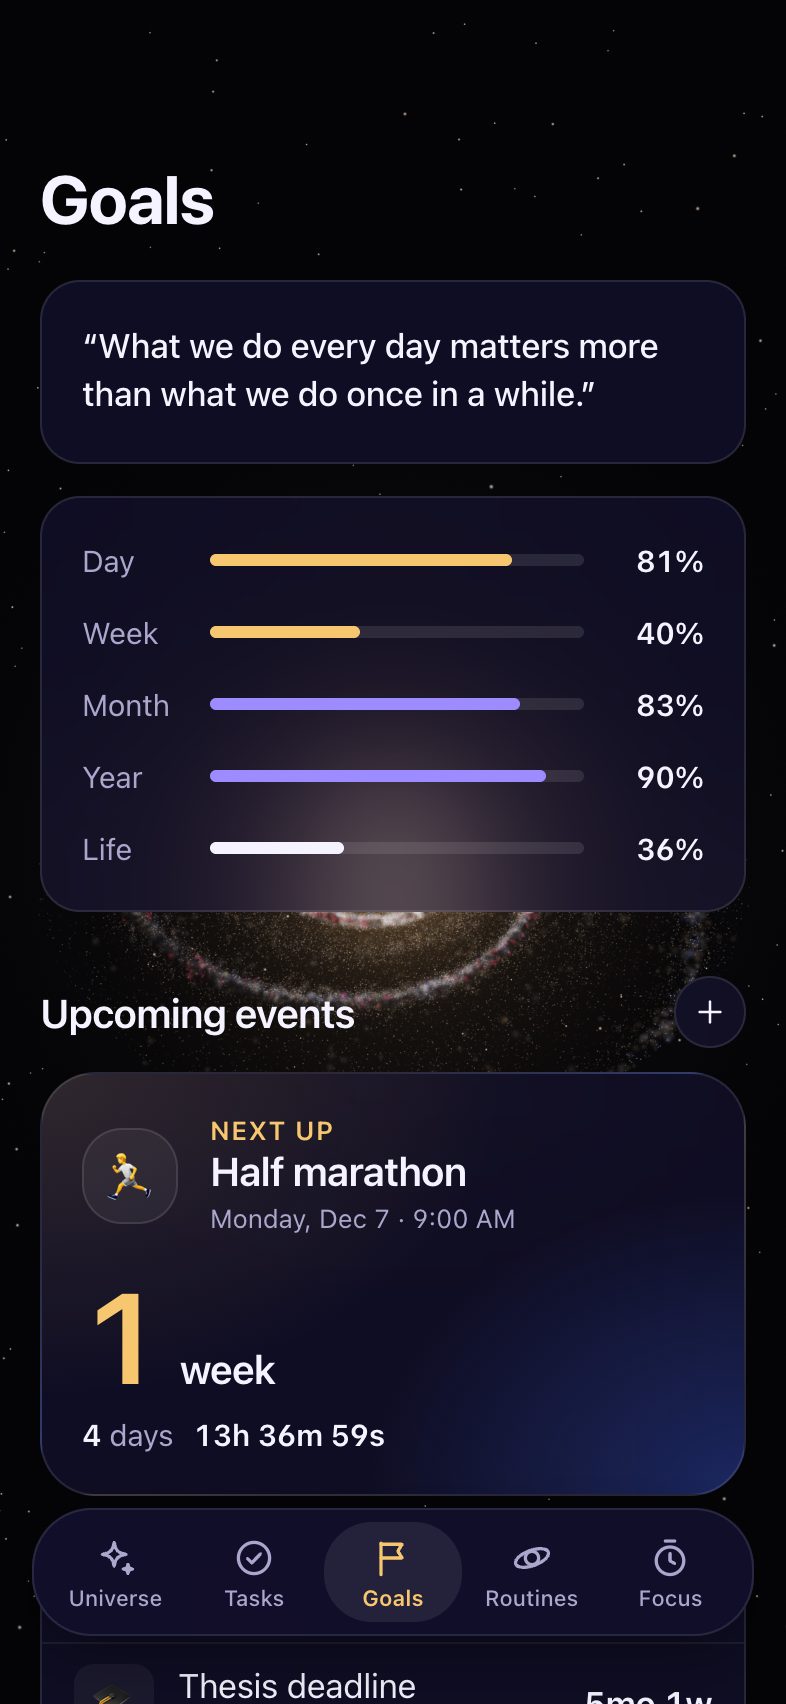 Goals
“What we do every day matters more
than what we do once in a while.”
Day 81%
Week 40%
Month 83%
Year 90%
Life 36%
Upcoming events
NEXT UP
Half marathon
Monday, Dec 7 · 9:00 AM
1 week
4 days 13h 36m 59s
Universe Tasks Goals Routines Focus
Thesis deadline
5mo 1w